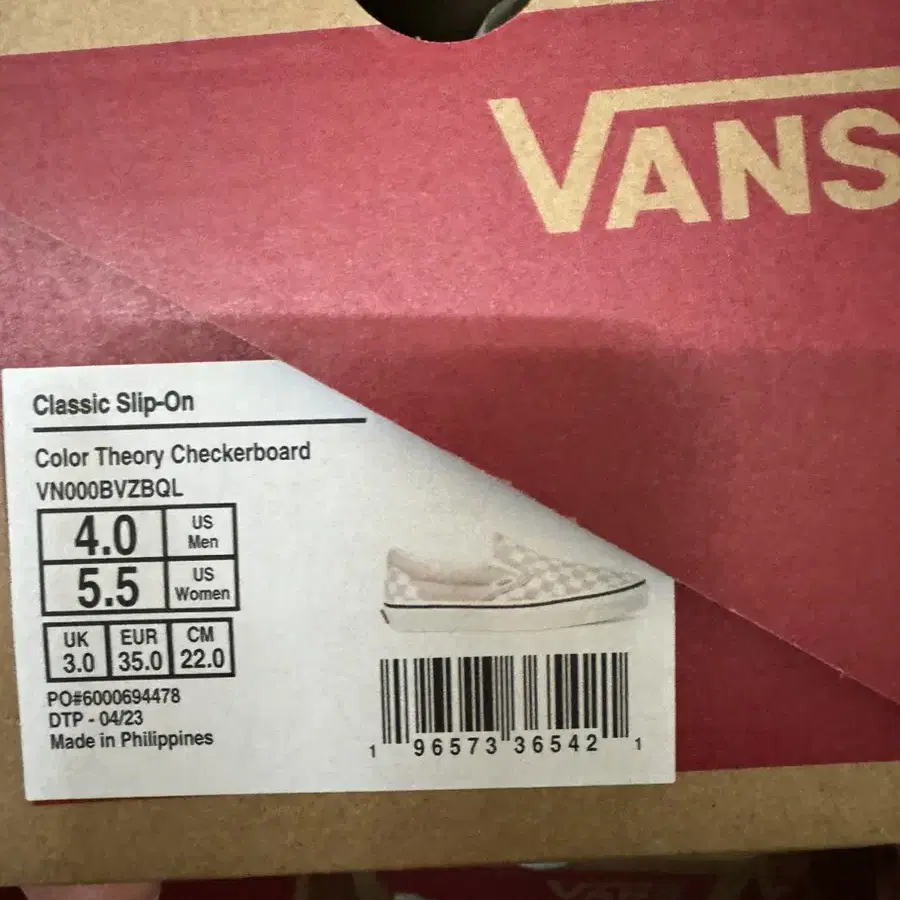 VANS
Classic Slip-On
Color Theory Checkerboard
VN000BVZBQL
4.0 US Men
5.5 US Women
UK 3.0 EUR 35.0 CM 22.0
PO#6000694478
DTP - 04/23
Made in Philippines
1 96573 36542 1
VANS